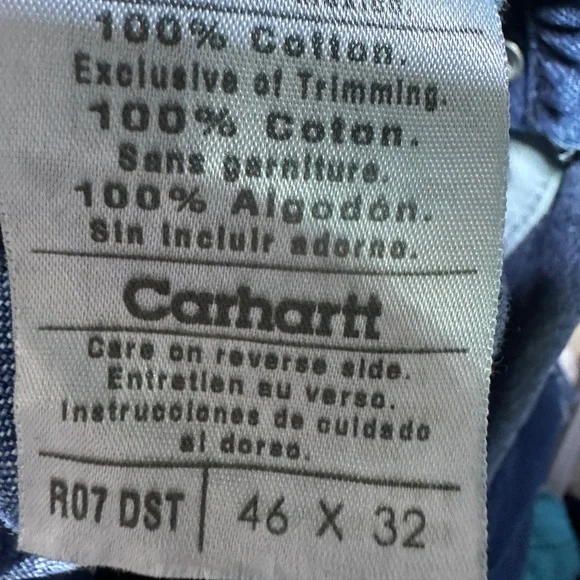 100% Cotton.
Exclusive of Trimming.
100% Coton.
Sans garniture.
100% Algodón.
Sin incluir adorno.
Carhartt
Care on reverse side.
Entretien au verso.
Instrucciones de cuidado
al dorso.
R07 DST 46 X 32